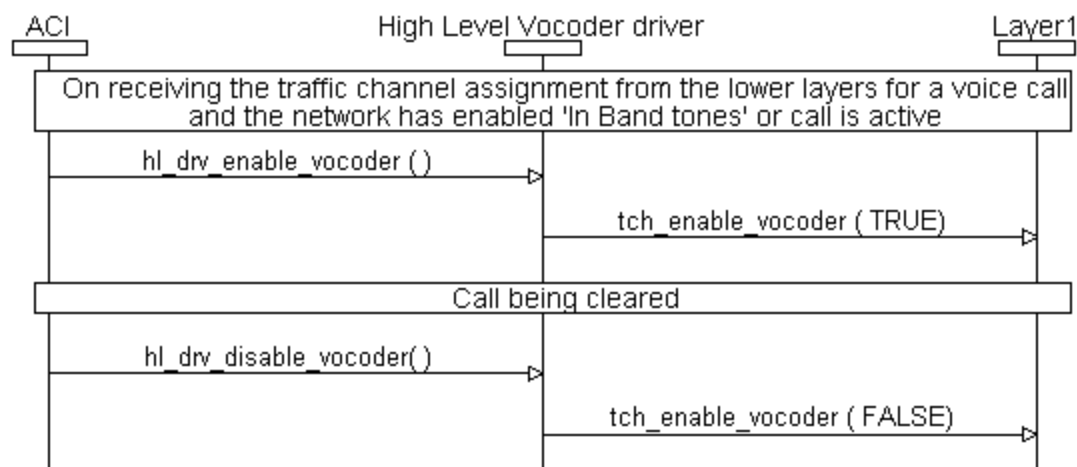 ACI High Level Vocoder driver Layer1
On receiving the traffic channel assignment from the lower layers for a voice call
and the network has enabled 'In Band tones' or call is active
hl_drv_enable_vocoder ( )
tch_enable_vocoder ( TRUE)
Call being cleared
hl_drv_disable_vocoder( )
tch_enable_vocoder ( FALSE)